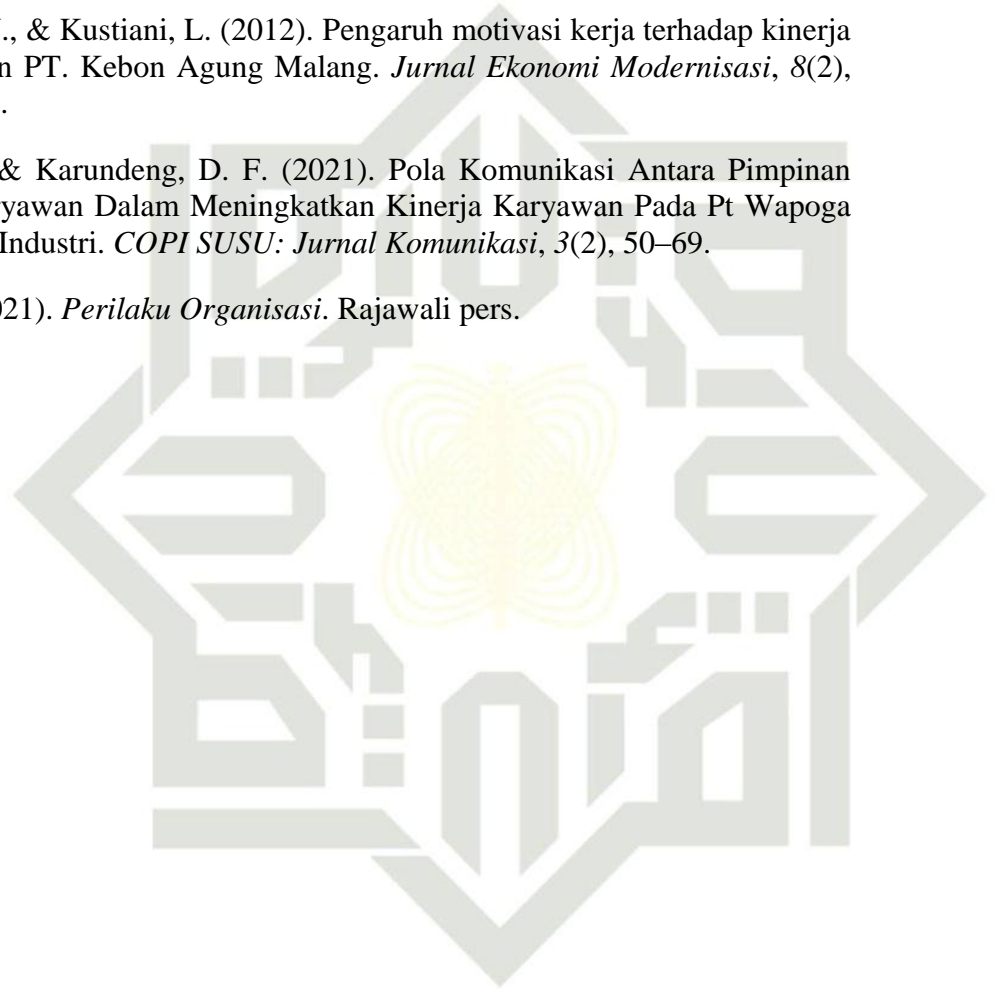 ., & Kustiani, L. (2012). Pengaruh motivasi kerja terhadap kinerja
n PT. Kebon Agung Malang. Jurnal Ekonomi Modernisasi, 8(2),
.
& Karundeng, D. F. (2021). Pola Komunikasi Antara Pimpinan
ryawan Dalam Meningkatkan Kinerja Karyawan Pada Pt Wapoga
Industri. COPI SUSU: Jurnal Komunikasi, 3(2), 50–69.
021). Perilaku Organisasi. Rajawali pers.